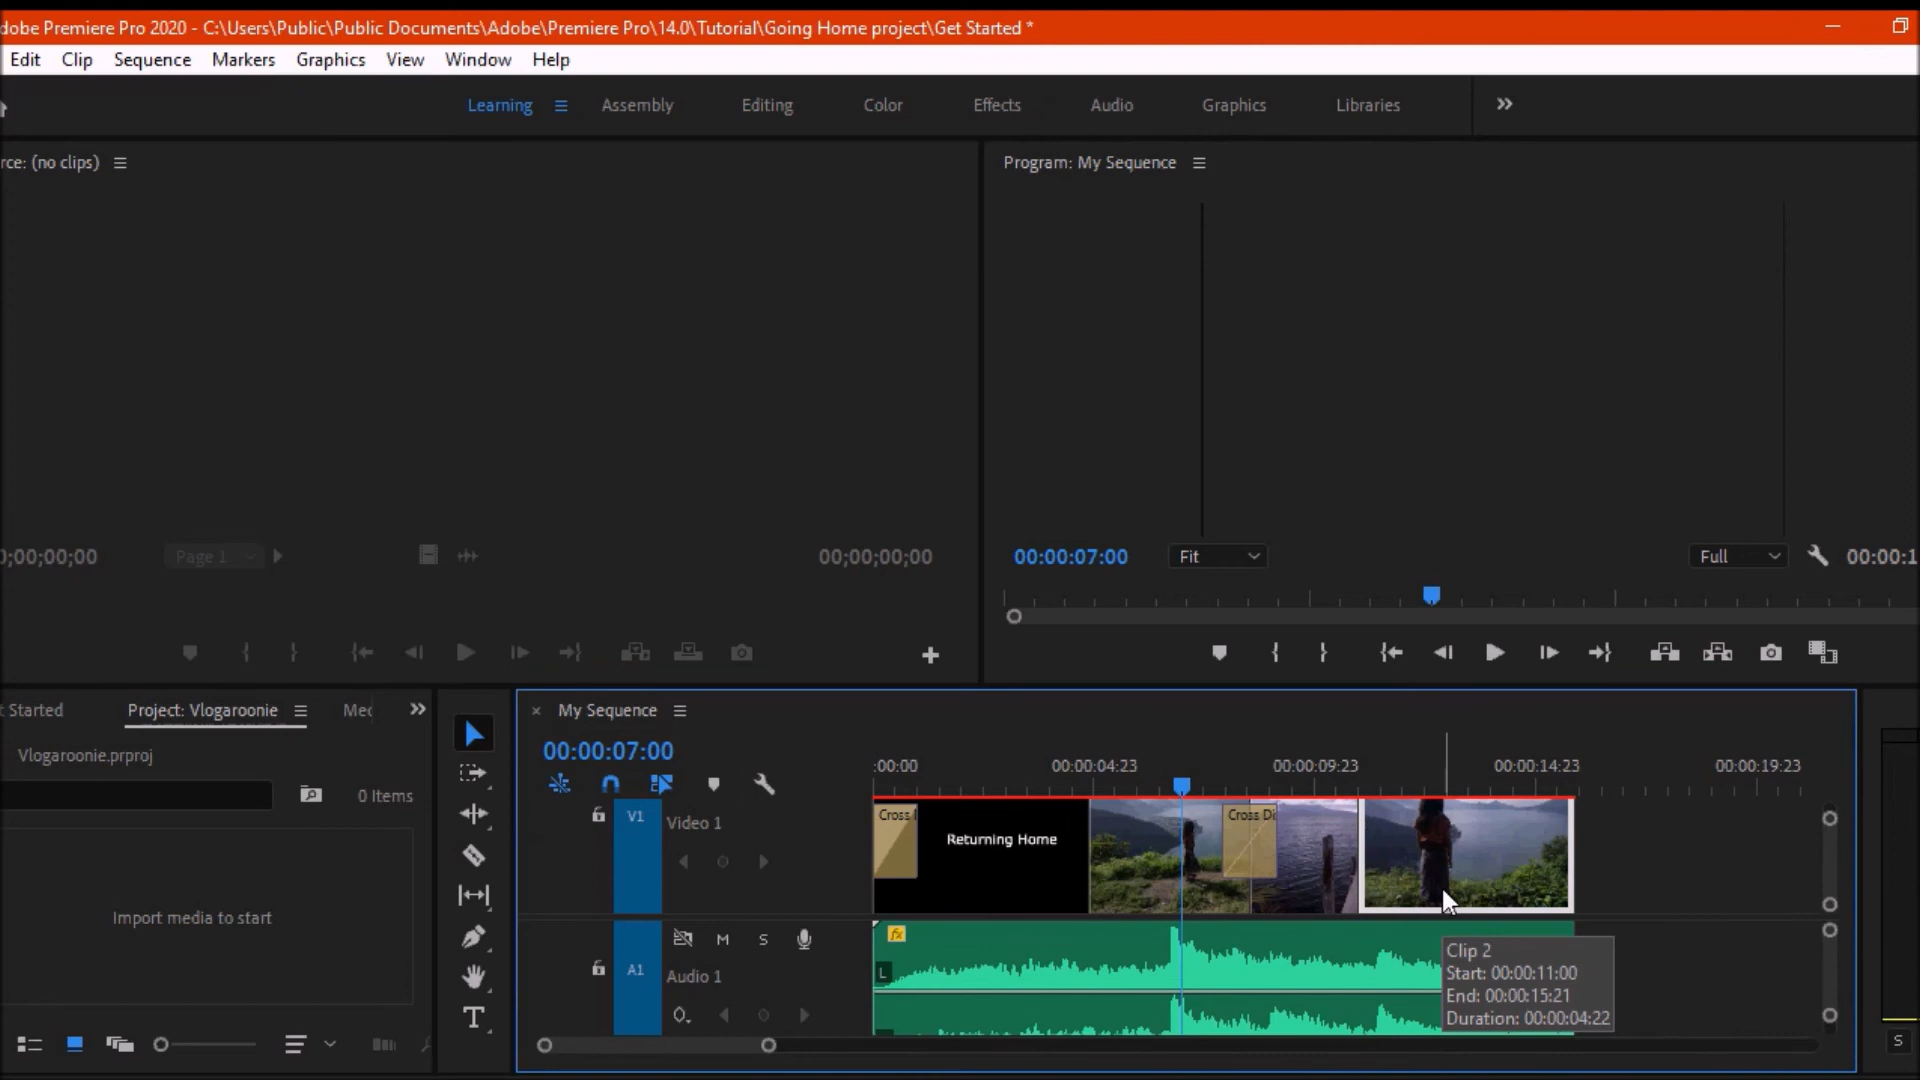 dobe Premiere Pro 2020 - C:\Users\Public\Public Documents\Adobe\Premiere Pro\14.0\Tutorial\Going Home project\Get Started *
Edit Clip Sequence Markers Graphics View Window Help
Learning Assembly Editing Color Effects Audio Graphics Libraries
rce: (no clips)
Program: My Sequence
0;00;00;00 Page 1 00;00;00;00
00:00:07:00 Fit Full 00:00:1
t Started Project: Vlogaroonie Med
Vlogaroonie.prproj
0 Items
Import media to start
My Sequence
00:00:07:00
:00:00 00:00:04:23 00:00:09:23 00:00:14:23 00:00:19:23
V1 Video 1
Cross D
Returning Home
Cross Di
A1 Audio 1
M S
fx
L
Clip 2
Start: 00:00:11:00
End: 00:00:15:21
Duration: 00:00:04:22
S